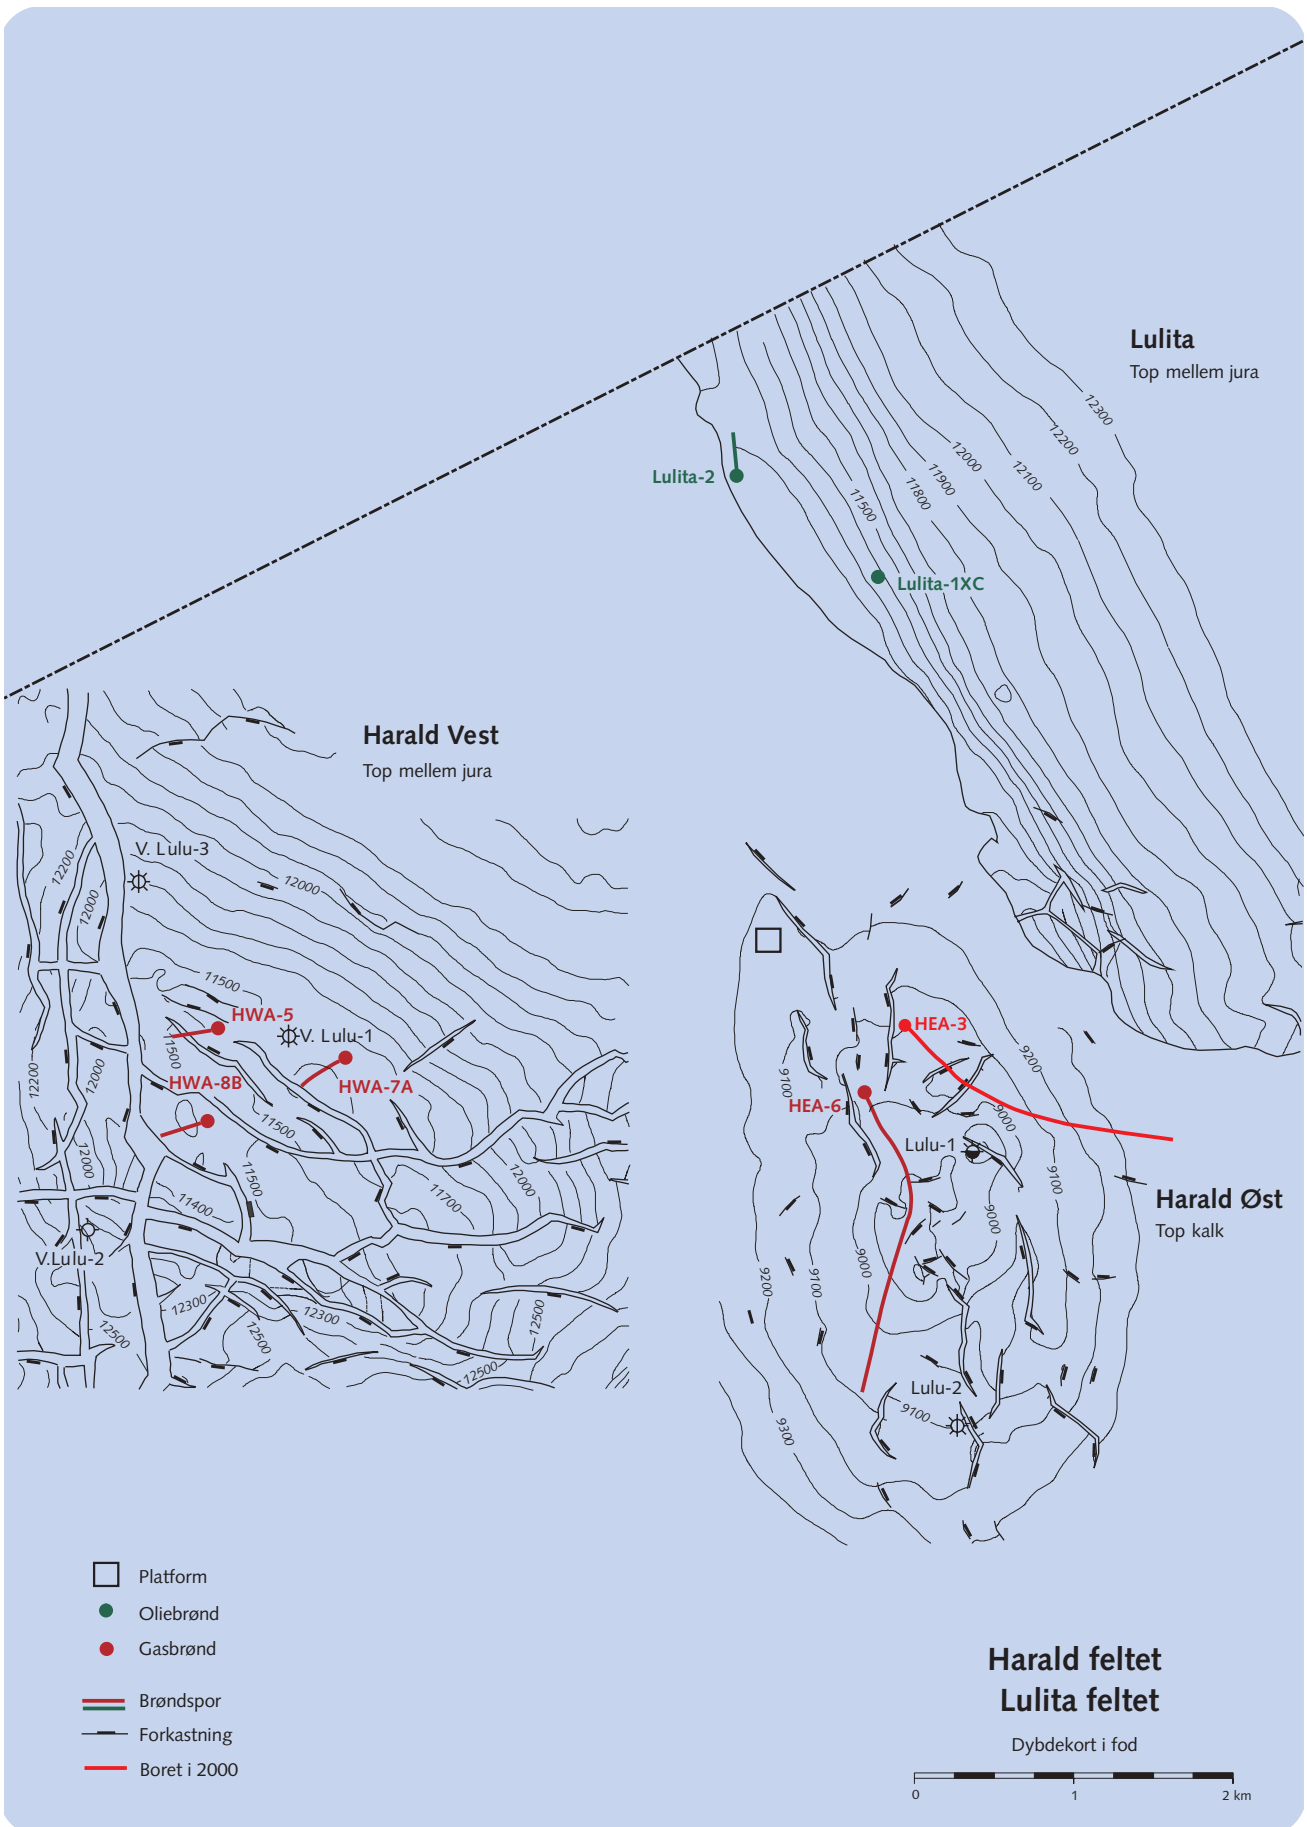 Lulita
Top mellem jura
12300
12200
12100
12000
11900
11800
11500
Lulita-2
Lulita-1XC
Harald Vest
Top mellem jura
V. Lulu-3
12200
12000
12000
11500
HWA-5
V. Lulu-1
11500
HWA-8B
HWA-7A
12200
12000
11500
12000
11500
11400
11700
12000
V.Lulu-2
12300
12300
12500
12500
12500
12500
HEA-3
9200
9100
HEA-6
9000
Lulu-1
9100
9000
Harald Øst
Top kalk
9000
9200
9100
Lulu-2
9100
9300
Platform
Oliebrønd
Gasbrønd
Brøndspor
Forkastning
Boret i 2000
Harald feltet
Lulita feltet
Dybdekort i fod
0 1 2 km